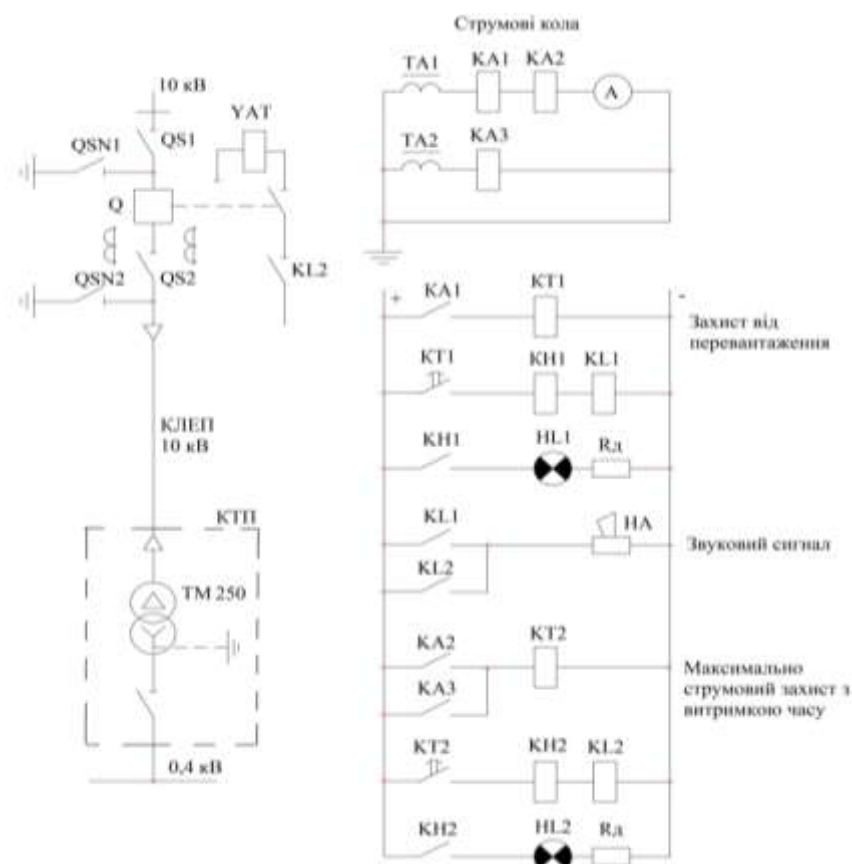 10 кВ
QS1
QSN1
Q
QSN2
QS2
YAT
KL2
КЛЕП
10 кВ
КТП
ТМ 250
0,4 кВ
Струмові кола
TA1
KA1
KA2
A
TA2
KA3
+
-
KA1
KT1
Захист від
перевантаження
KT1
KH1
KL1
KH1
HL1
Rд
KL1
HA
Звуковий сигнал
KL2
KA2
KT2
Максимально
струмовий захист з
витримкою часу
KA3
KT2
KH2
KL2
KH2
HL2
Rд